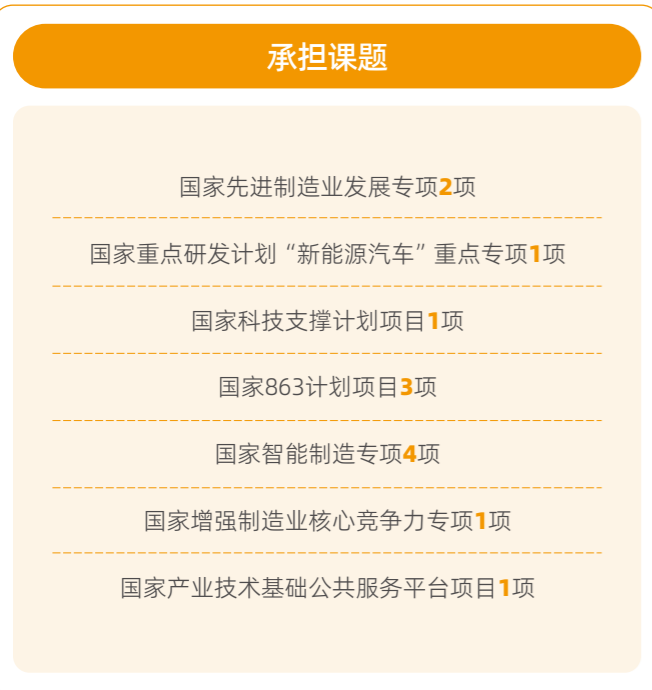 承担课题
国家先进制造业发展专项2项
国家重点研发计划“新能源汽车”重点专项1项
国家科技支撑计划项目1项
国家863计划项目3项
国家智能制造专项4项
国家增强制造业核心竞争力专项1项
国家产业技术基础公共服务平台项目1项